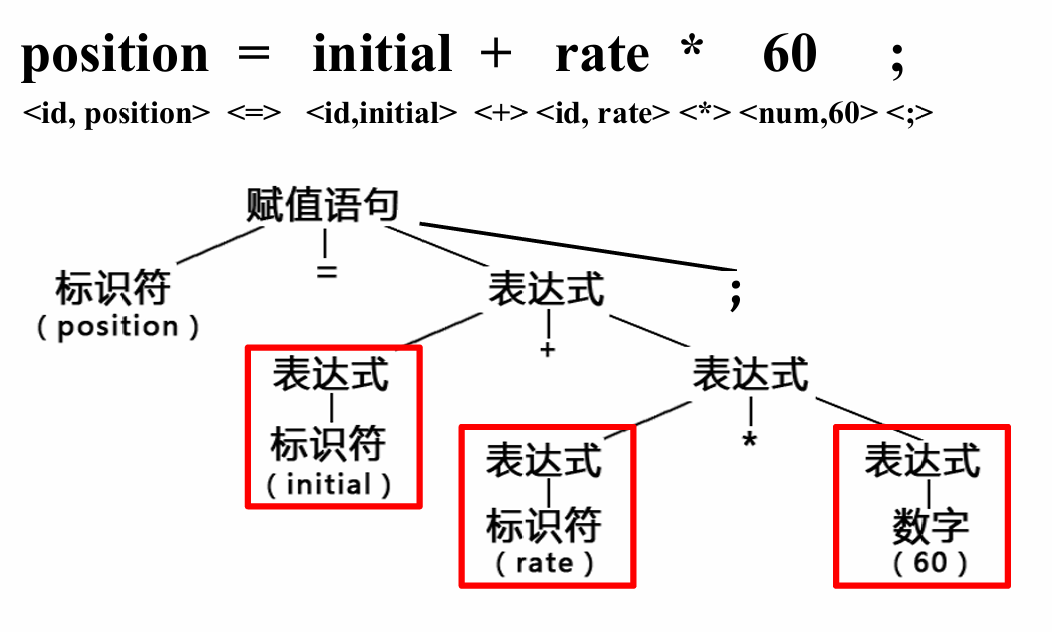 position = initial + rate * 60 ;
<id, position> <=> <id,initial> <+> <id, rate> <*> <num,60> <;>
赋值语句
标识符 = 表达式 ;
(position)
表达式 + 表达式
标识符
(initial)
表达式 * 表达式
标识符 数字
(rate) (60)